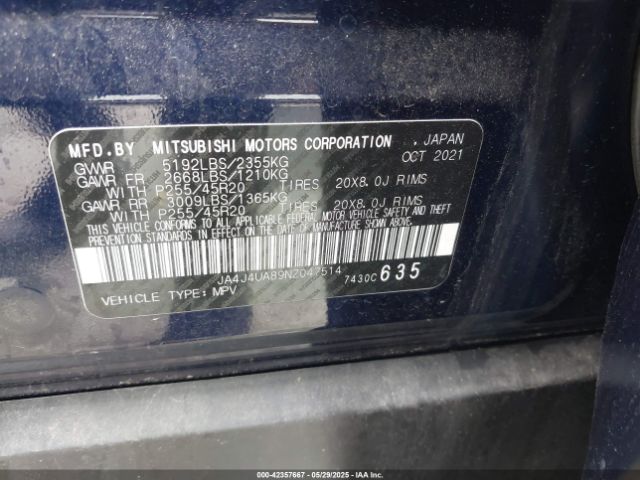 MFD.BY MITSUBISHI MOTORS CORPORATION . JAPAN
GVWR 5192LBS/2355KG OCT 2021
GAWR FR 2668LBS/1210KG
WITH P255/45R20 TIRES 20X8.0J RIMS
GAWR RR 3009LBS/1365KG
WITH P255/45R20 TIRES 20X8.0J RIMS
THIS VEHICLE CONFORMS TO ALL APPLICABLE FEDERAL MOTOR VEHICLE SAFETY AND THEFT
PREVENTION STANDARDS IN EFFECT ON THE DATE OF MANUFACTURE SHOWN ABOVE.
JA4J4UA89NZ047514 7430C 635
VEHICLE TYPE: MPV
000-42357667 - 05/29/2025 - IAAI.COM